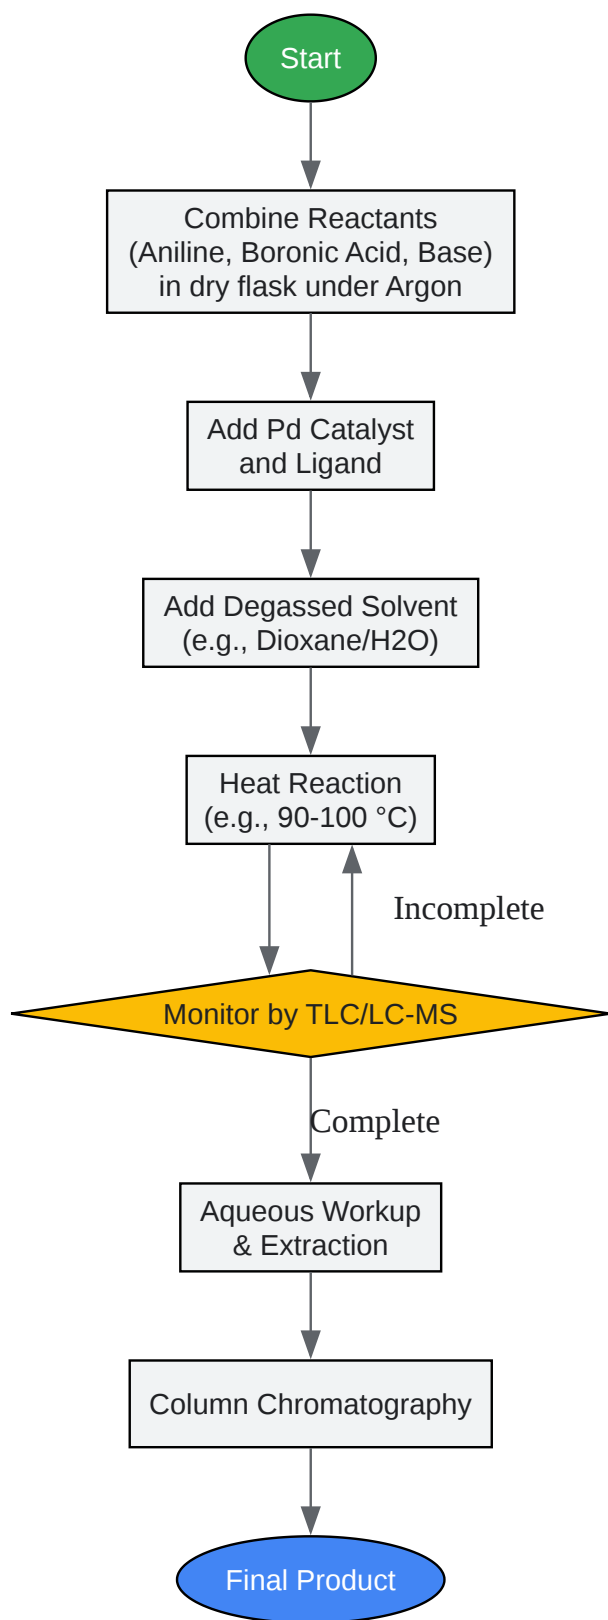 Start
Combine Reactants
(Aniline, Boronic Acid, Base)
in dry flask under Argon
Add Pd Catalyst
and Ligand
Add Degassed Solvent
(e.g., Dioxane/H2O)
Heat Reaction
(e.g., 90-100 °C)
Incomplete
Monitor by TLC/LC-MS
Complete
Aqueous Workup
& Extraction
Column Chromatography
Final Product